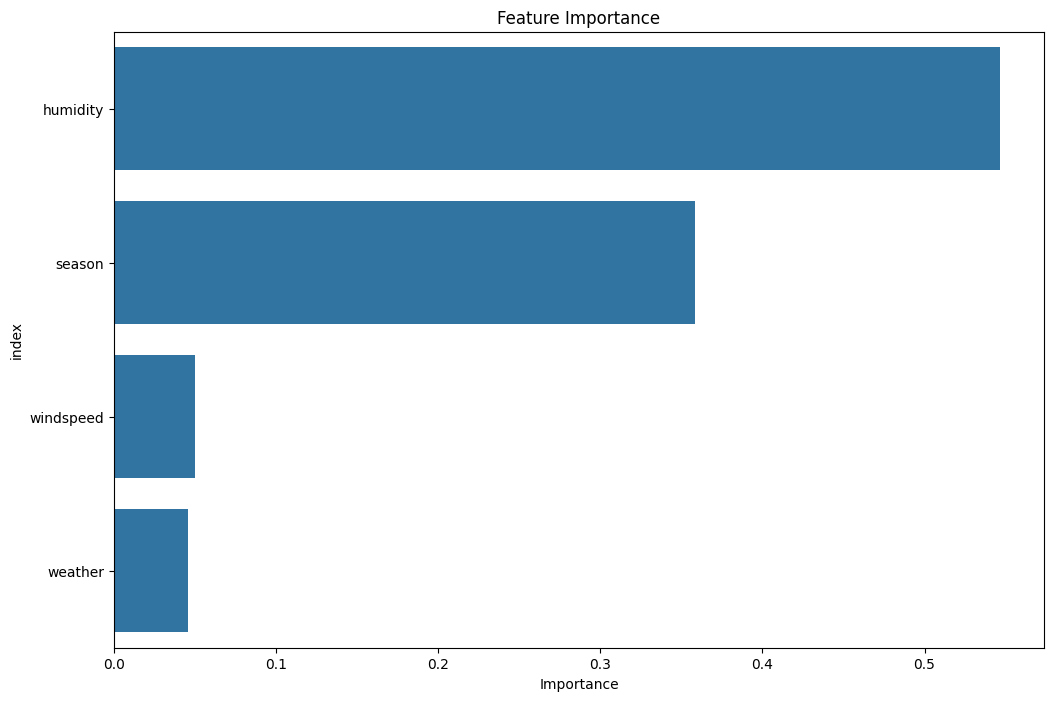 Feature Importance
humidity
season
windspeed
weather
index
0.0 0.1 0.2 0.3 0.4 0.5
Importance